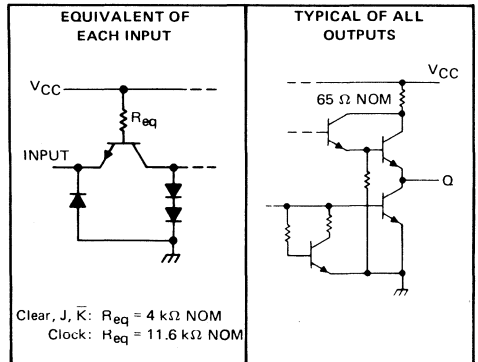 EQUIVALENT OF
EACH INPUT
VCC
Req
INPUT
Clear, J, K̅: Req = 4 kΩ NOM
Clock: Req = 11.6 kΩ NOM
TYPICAL OF ALL
OUTPUTS
VCC
65 Ω NOM
Q